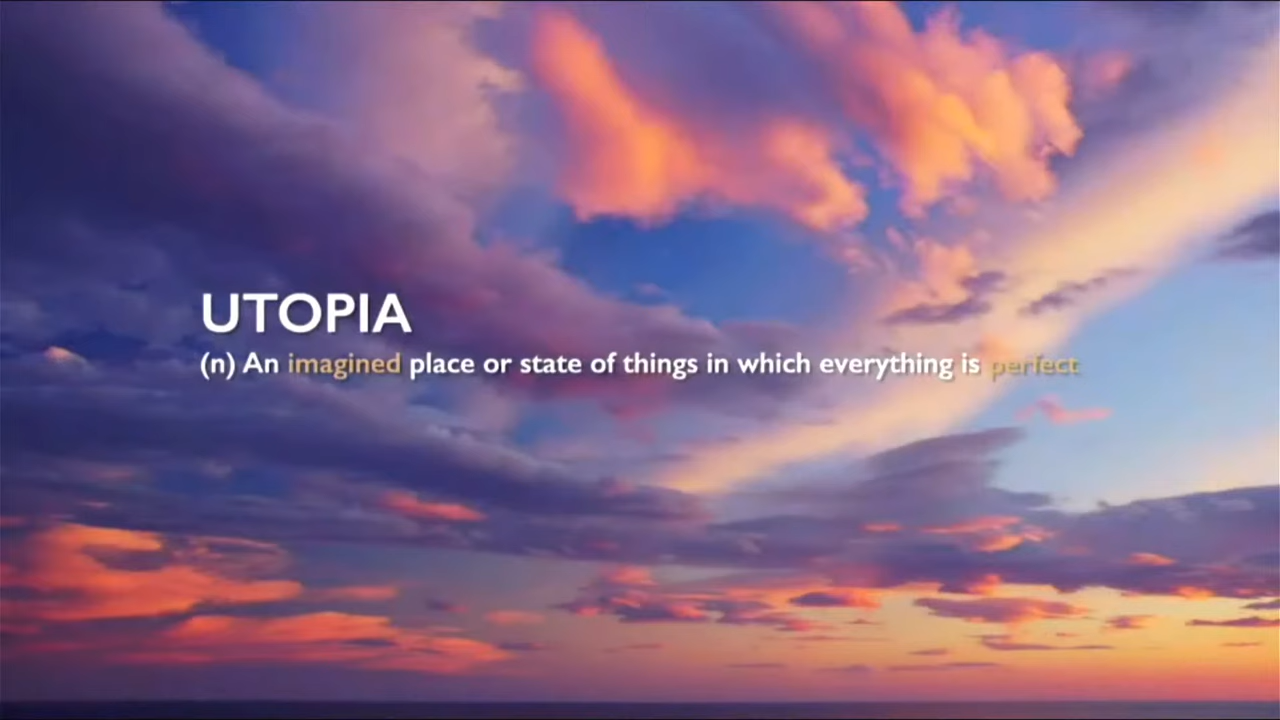 UTOPIA
(n) An imagined place or state of things in which everything is perfect